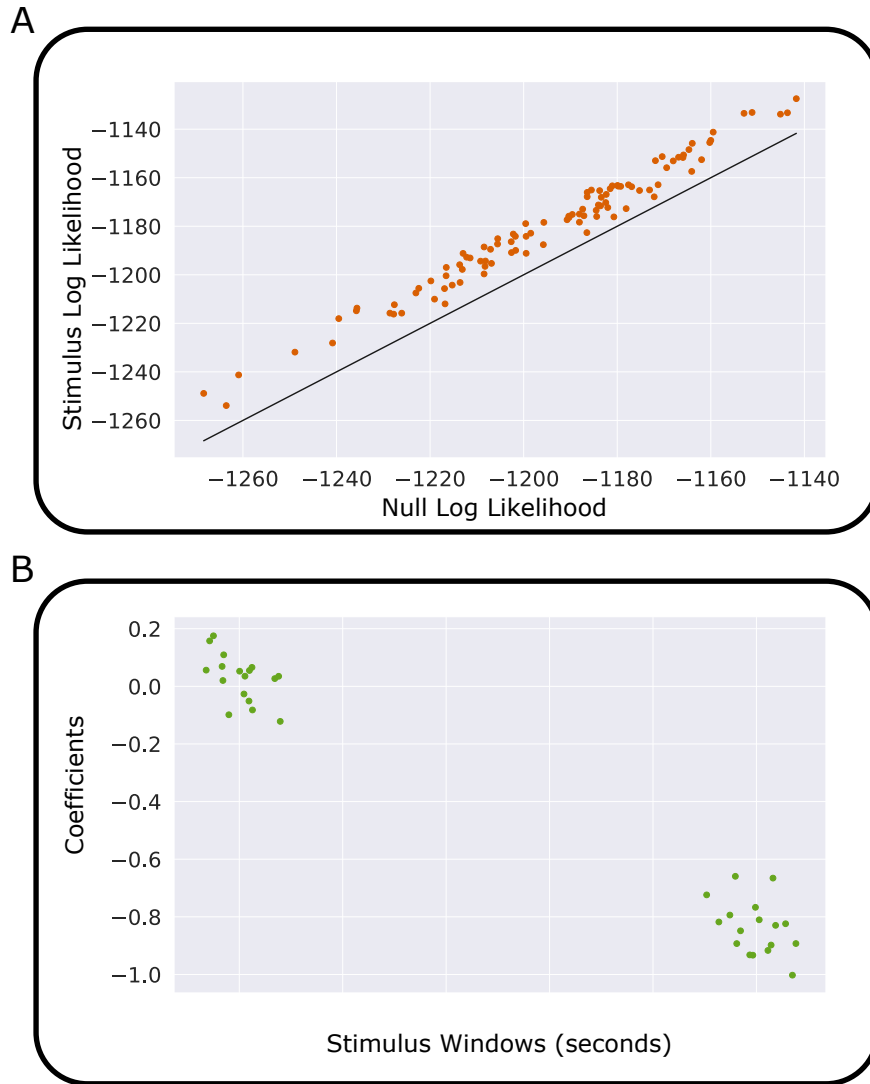 A
Stimulus Log Likelihood
−1140
−1160
−1180
−1200
−1220
−1240
−1260
−1260 −1240 −1220 −1200 −1180 −1160 −1140
Null Log Likelihood
B
Coefficients
0.2
0.0
−0.2
−0.4
−0.6
−0.8
−1.0
Stimulus Windows (seconds)